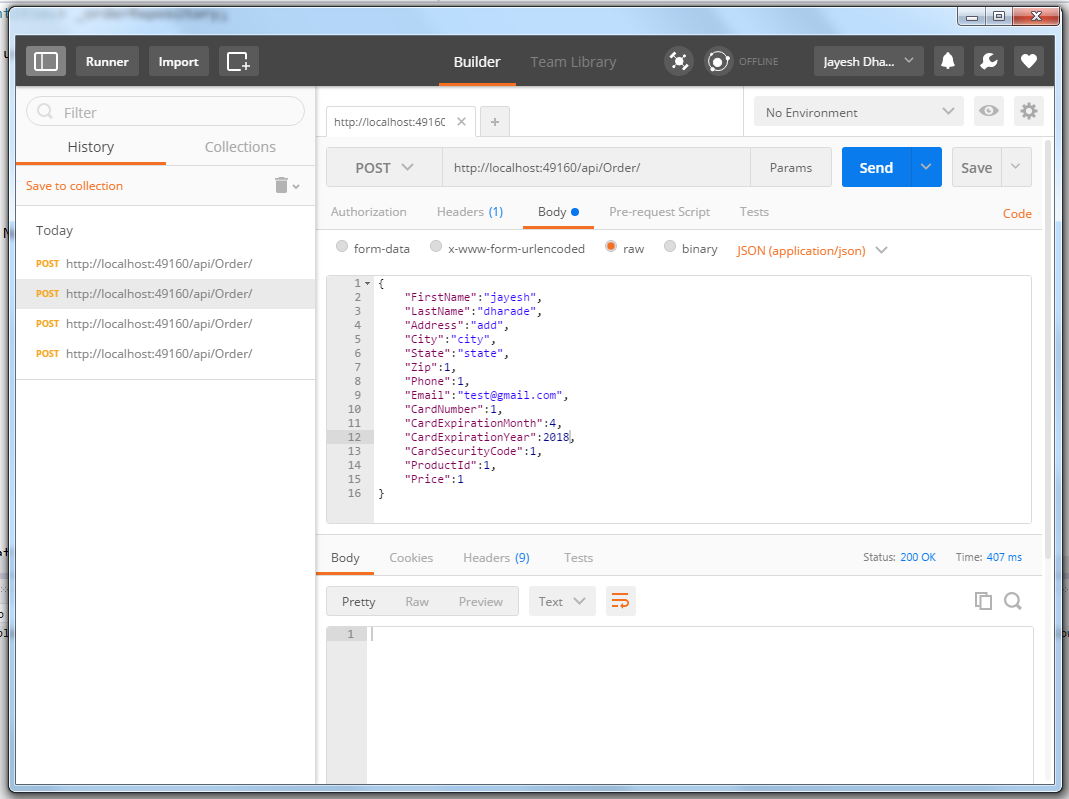 _orderRepository;
Runner
Import
Builder
Team Library
OFFLINE
Jayesh Dha...
Filter
History
Collections
Save to collection
Today
POST http://localhost:49160/api/Order/
POST http://localhost:49160/api/Order/
POST http://localhost:49160/api/Order/
POST http://localhost:49160/api/Order/
http://localhost:49160
No Environment
POST
http://localhost:49160/api/Order/
Params
Send
Save
Authorization
Headers (1)
Body
Pre-request Script
Tests
Code
form-data
x-www-form-urlencoded
raw
binary
JSON (application/json)
1 {
2 "FirstName":"jayesh",
3 "LastName":"dharade",
4 "Address":"add",
5 "City":"city",
6 "State":"state",
7 "Zip":1,
8 "Phone":1,
9 "Email":"test@gmail.com",
10 "CardNumber":1,
11 "CardExpirationMonth":4,
12 "CardExpirationYear":2018,
13 "CardSecurityCode":1,
14 "ProductId":1,
15 "Price":1
16 }
Body
Cookies
Headers (9)
Tests
Status: 200 OK
Time: 407 ms
Pretty
Raw
Preview
Text
1